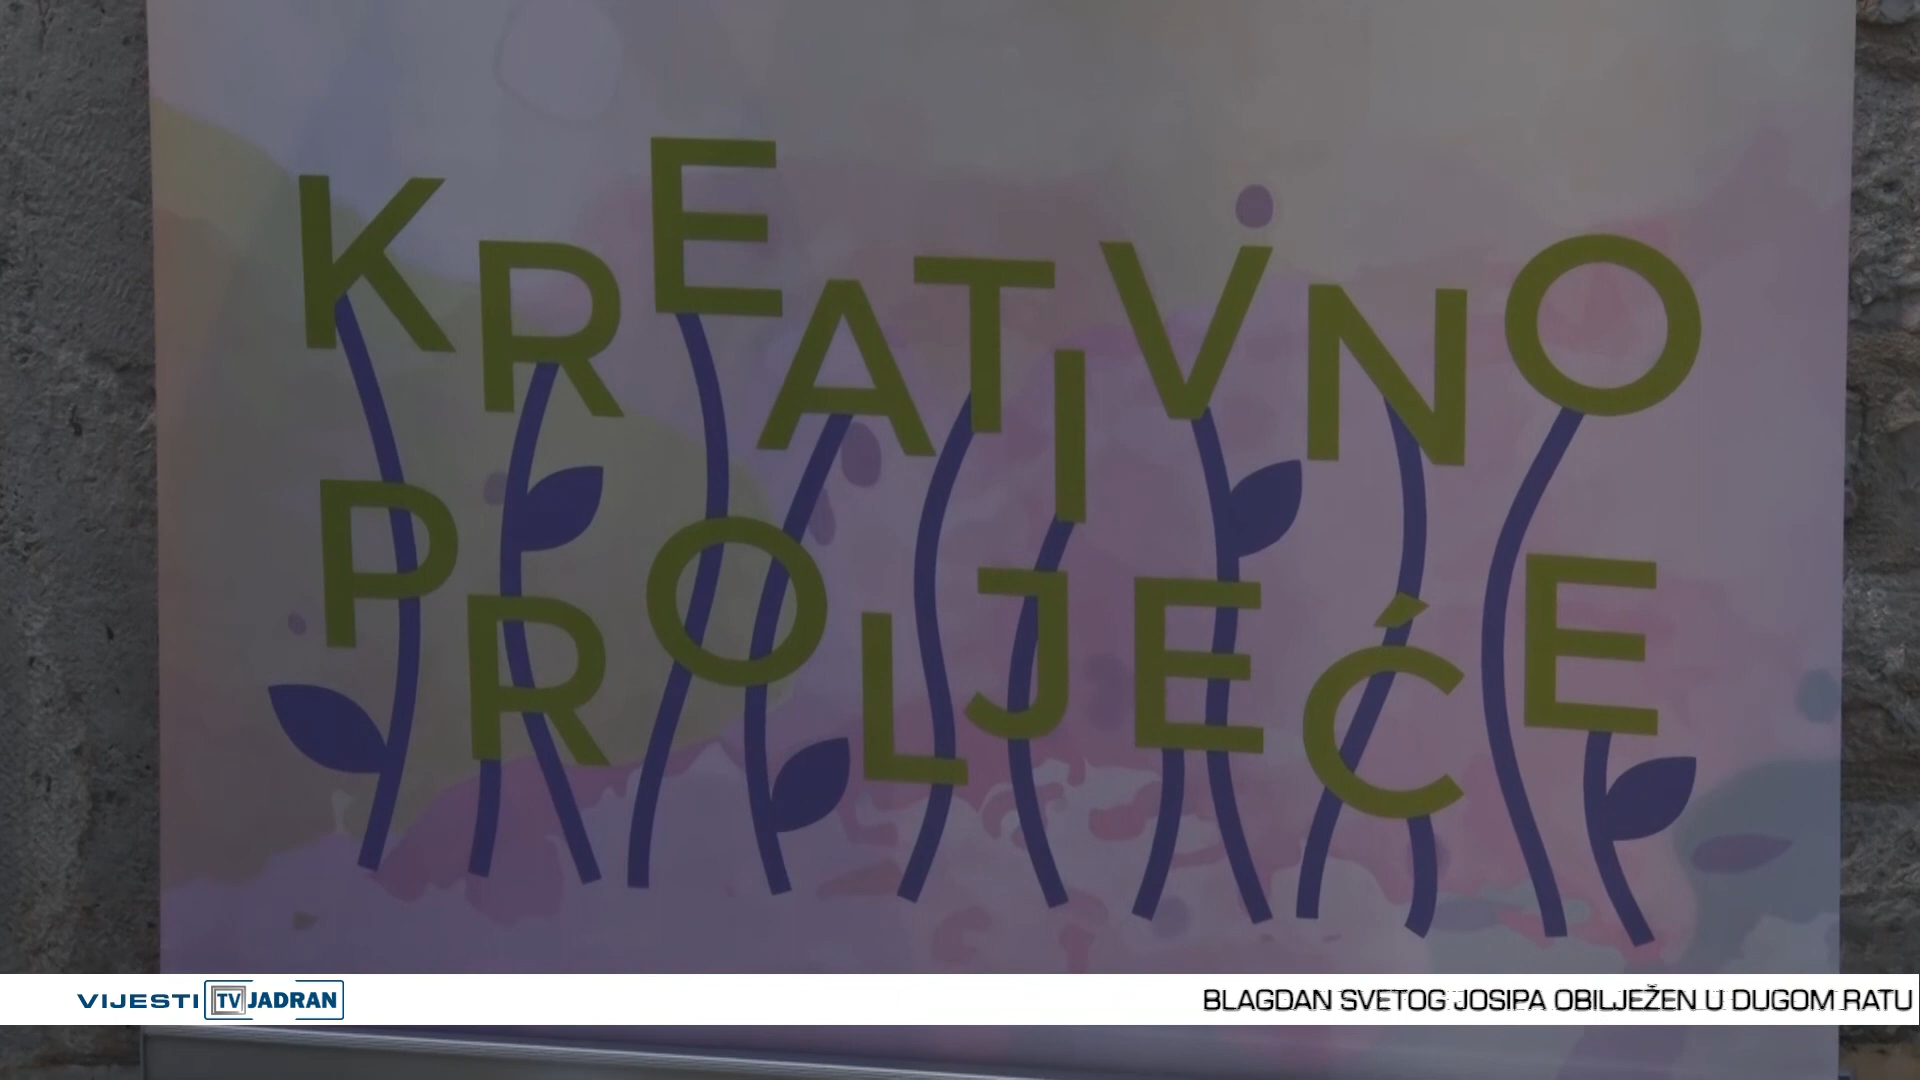 KREATIVNO
PROLJEĆE
VIJESTI TV JADRAN
BLAGDAN SVETOG JOSIPA OBILJEŽEN U DUGOM RATU